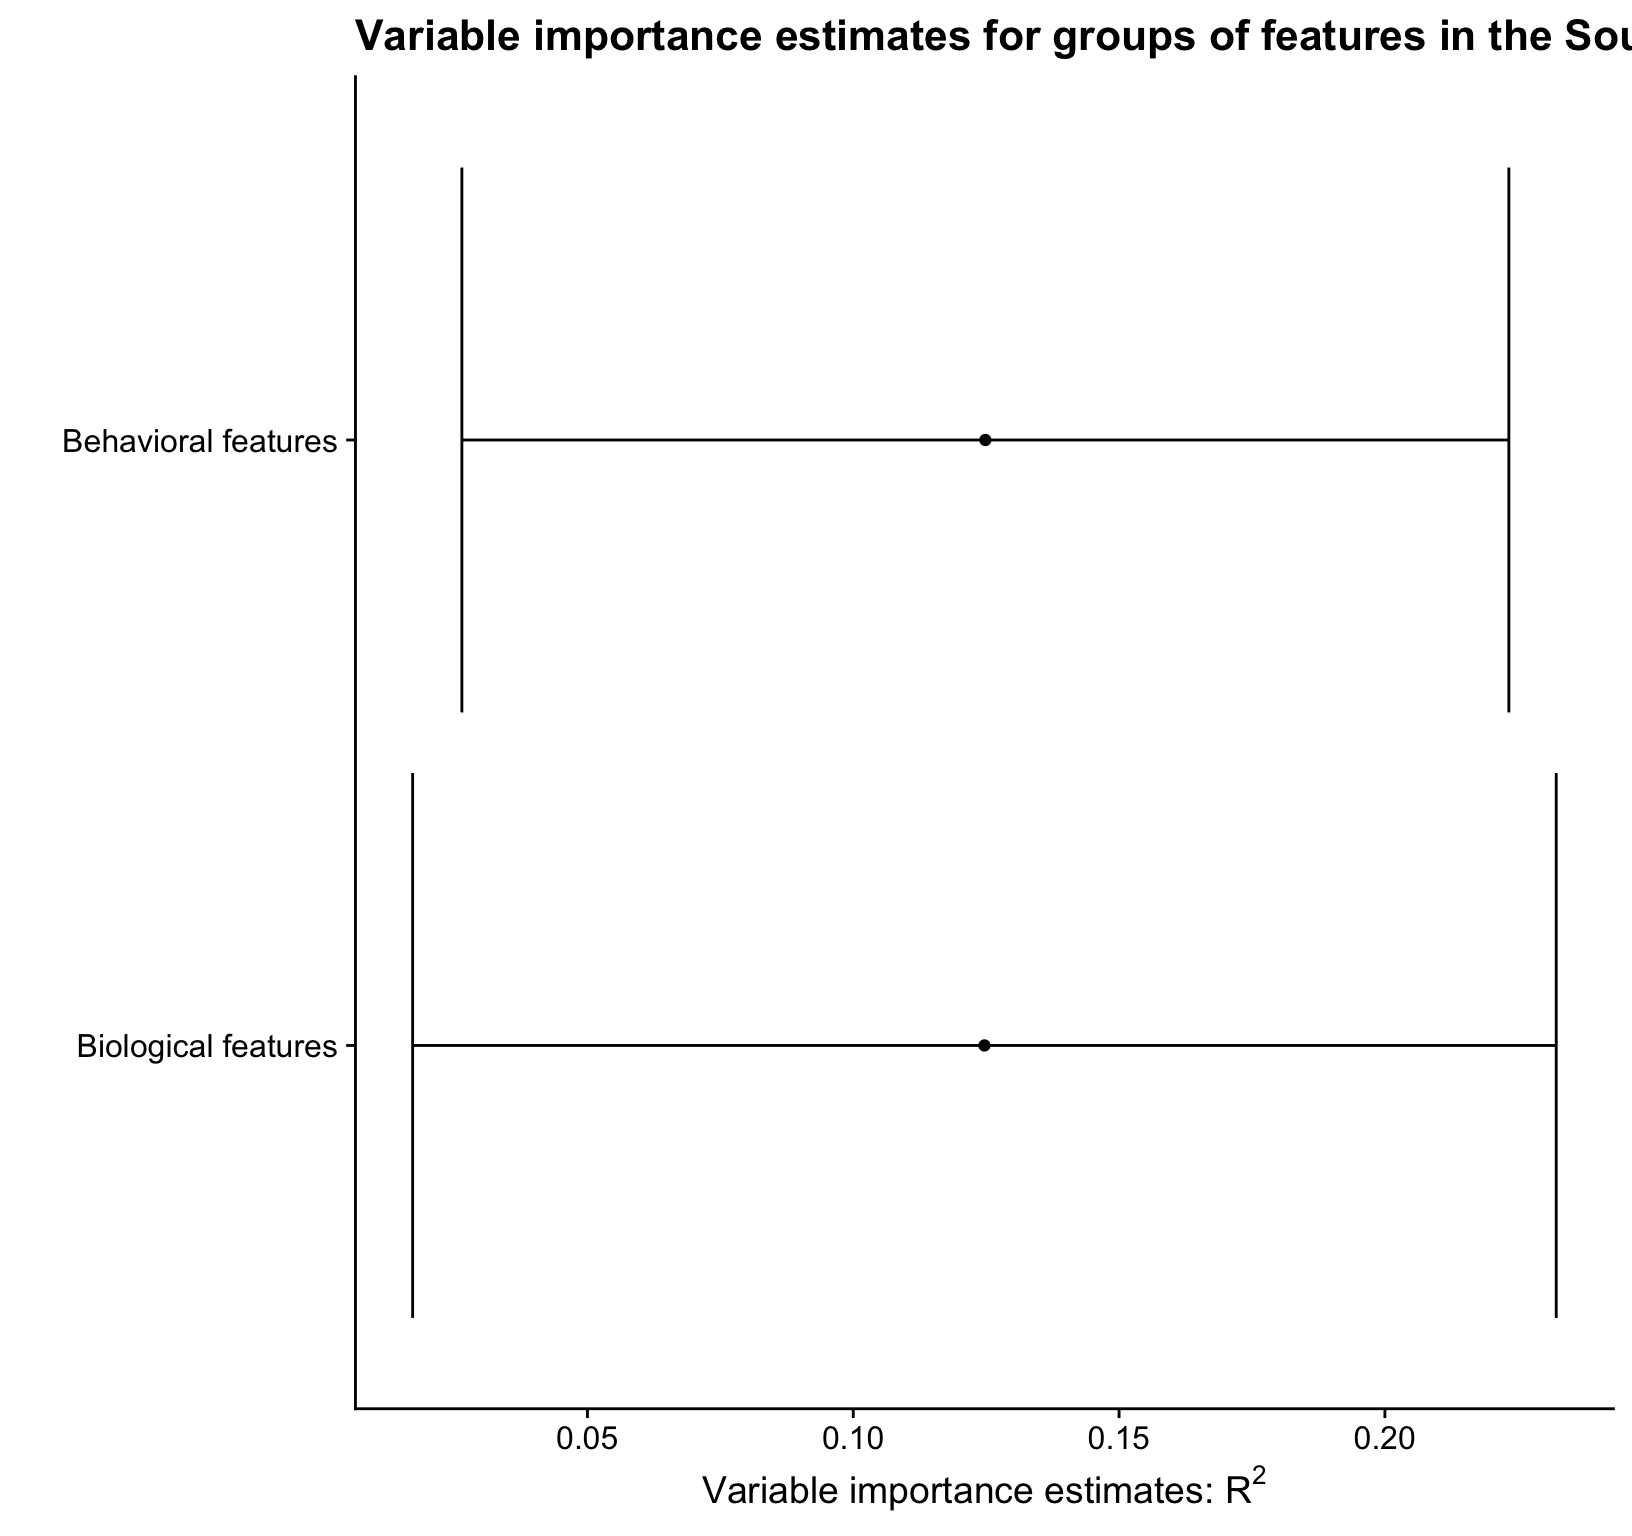 Variable importance estimates for groups of features in the Sou
Behavioral features
Biological features
0.05 0.10 0.15 0.20
Variable importance estimates: R²